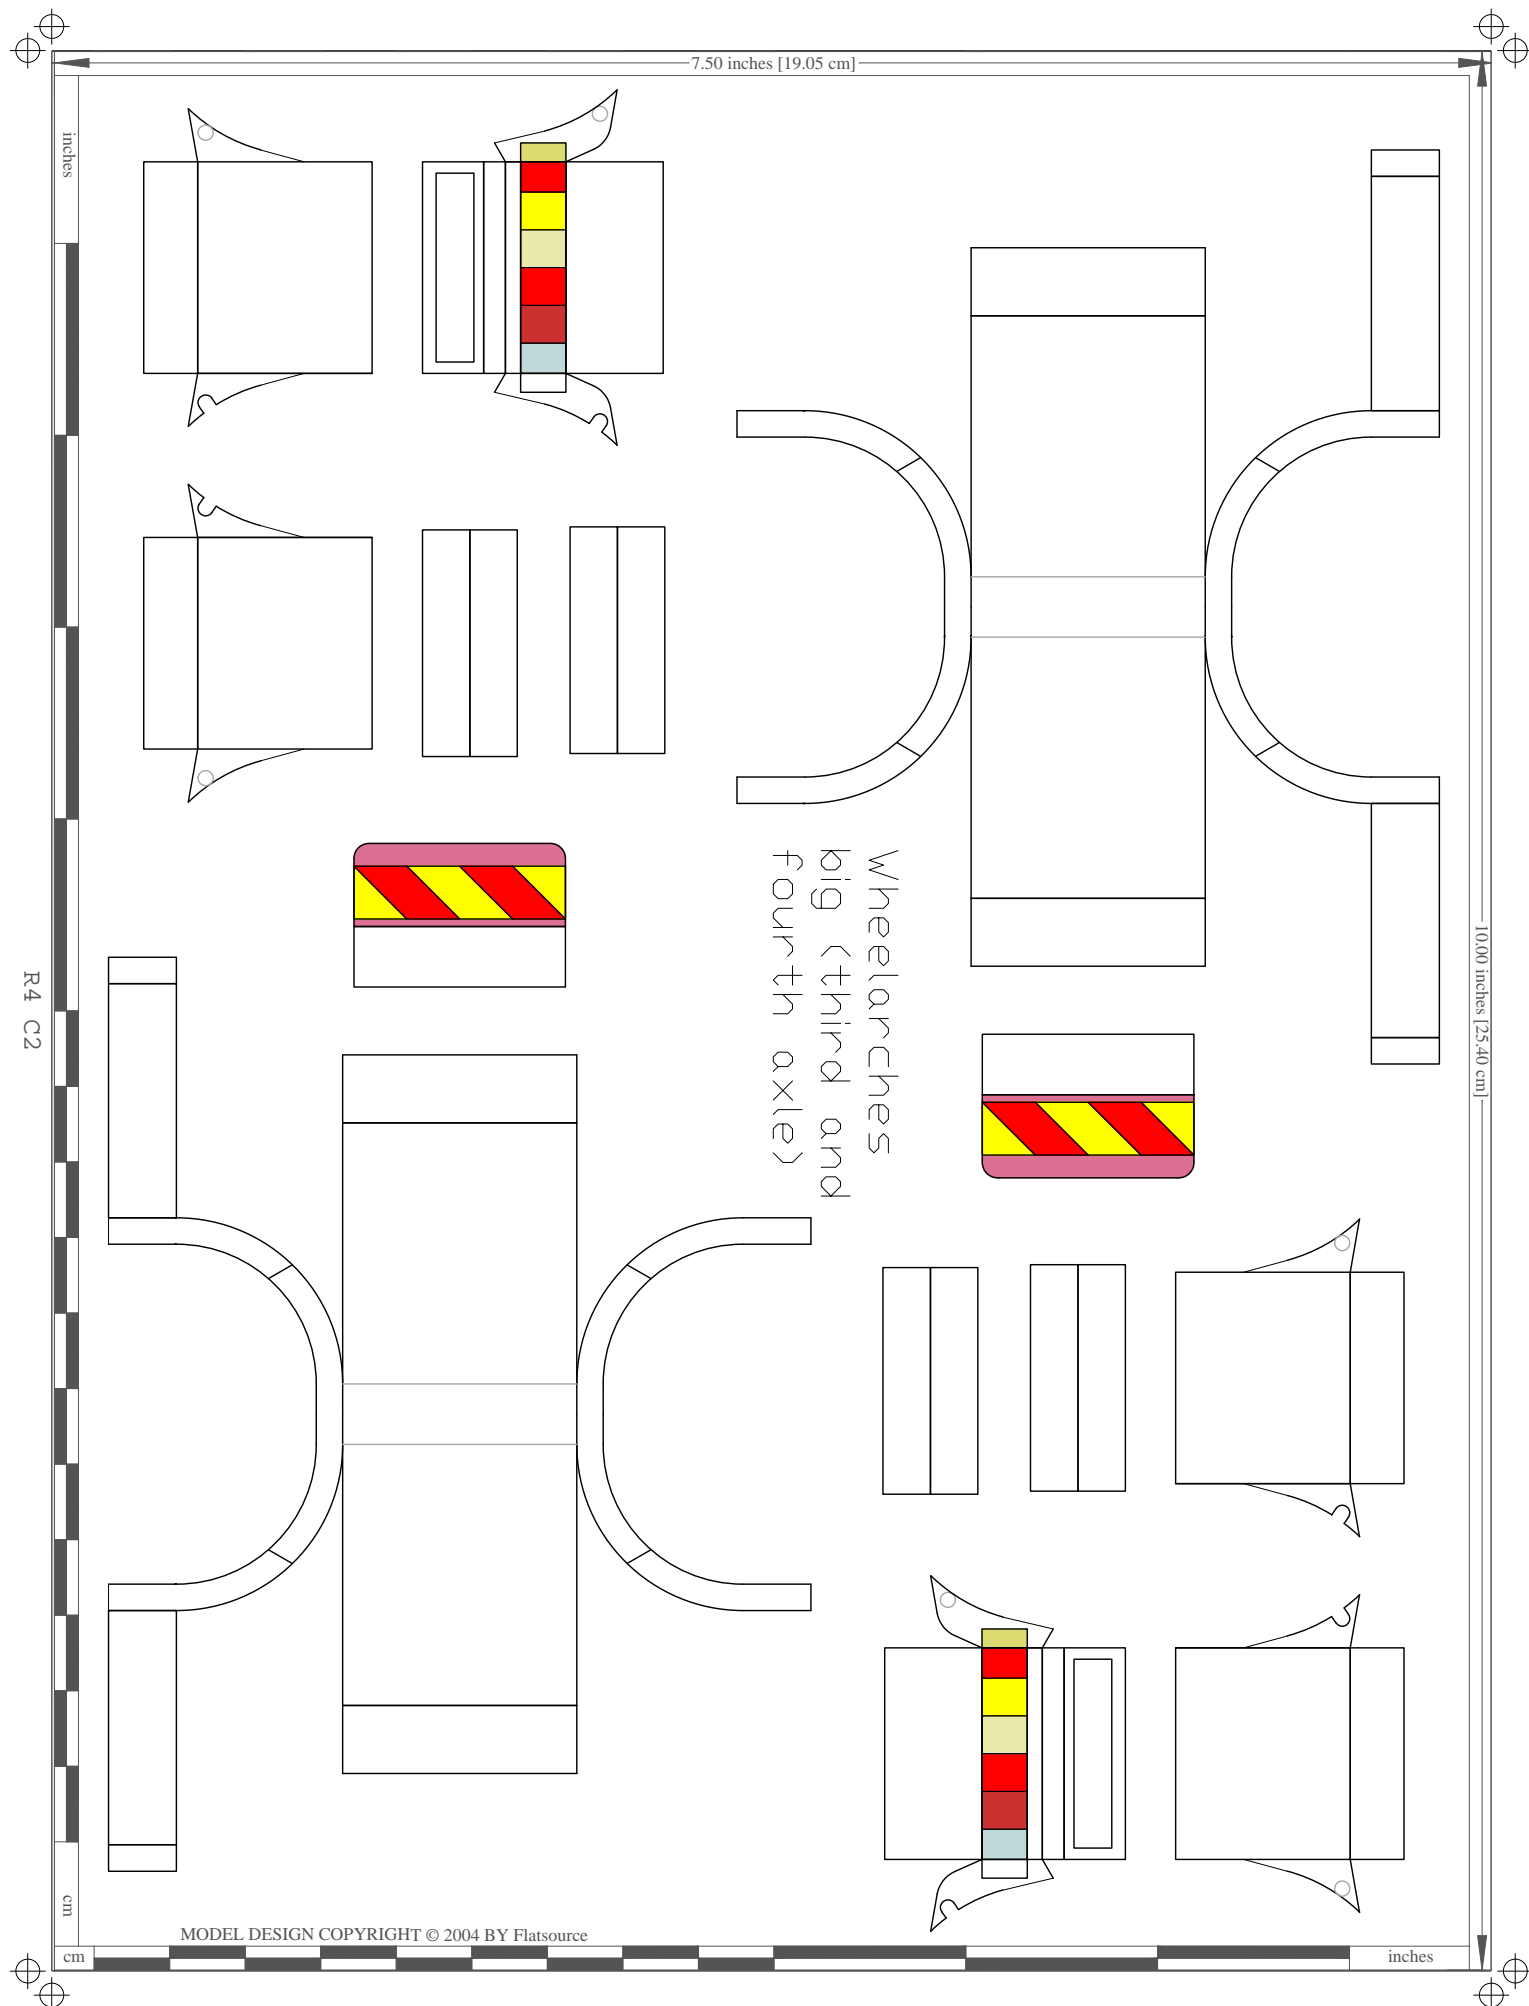 7.50 inches [19.05 cm]
inches
10.00 inches [25.40 cm]
Wheelarches
big (third and
fourth axle)
R4 C2
cm
MODEL DESIGN COPYRIGHT © 2004 BY Flatsource
cm
inches